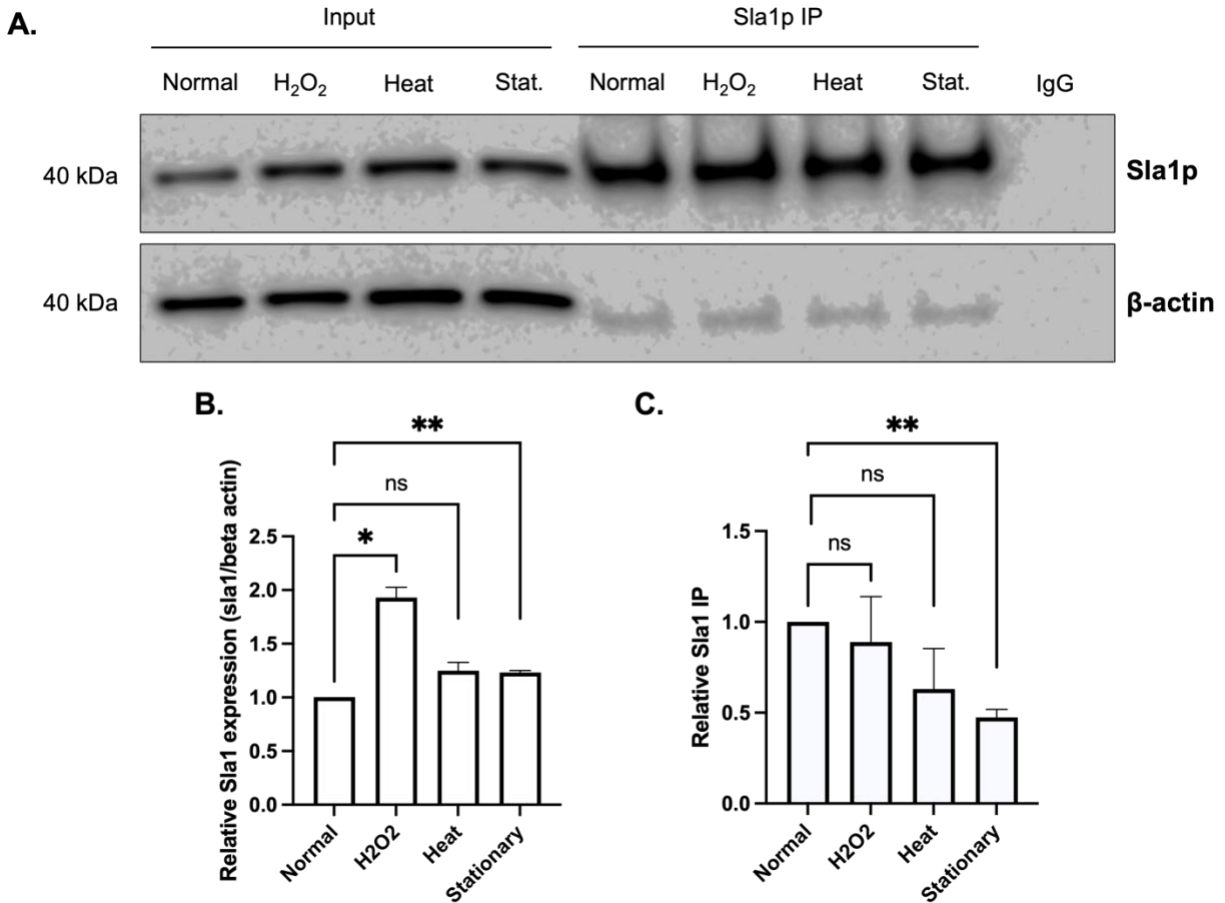 A.
Input
Sla1p IP
Normal
H₂O₂
Heat
Stat.
Normal
H₂O₂
Heat
Stat.
IgG
40 kDa
Sla1p
40 kDa
β-actin
B.
**
ns
*
Relative Sla1 expression (sla1/beta actin)
2.5
2.0
1.5
1.0
0.5
0.0
Normal
H2O2
Heat
Stationary
C.
**
ns
ns
Relative Sla1 IP
1.5
1.0
0.5
0.0
Normal
H2O2
Heat
Stationary